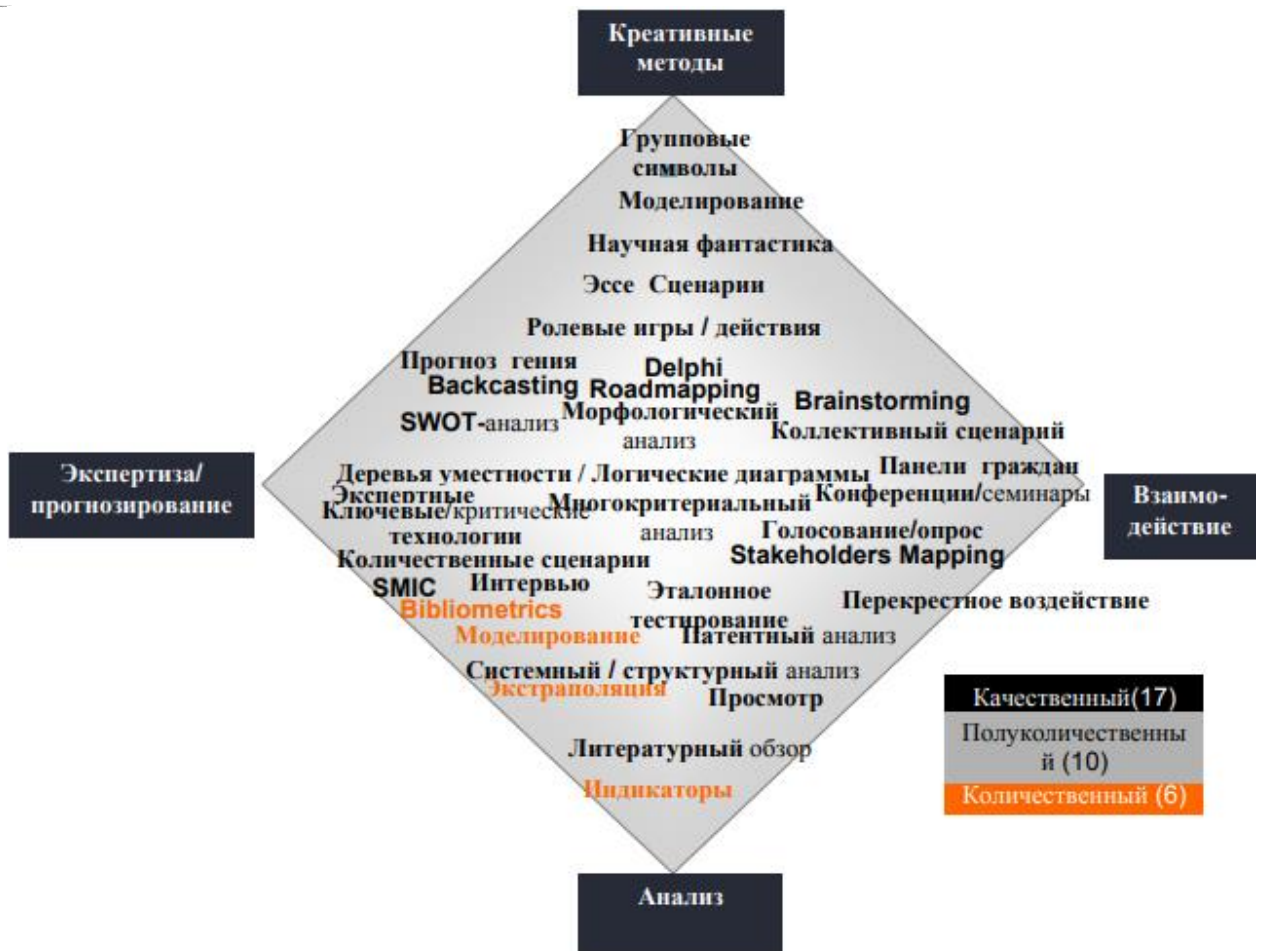 Креативные
методы
Групповые
символы
Моделирование
Научная фантастика
Эссе Сценарии
Ролевые игры / действия
Прогноз гения
Delphi
Backcasting
Roadmapping
Brainstorming
SWOT-анализ
Морфологический
анализ
Коллективный сценарий
Экспертиза/
прогнозирование
Деревья уместности / Логические диаграммы
Панели граждан
Экспертные
Ключевые/критические
технологии
Многокритериальный
анализ
Конференции/семинары
Взаимо-
действие
Голосование/опрос
Количественные сценарии
Stakeholders Mapping
SMIC
Интервью
Эталонное
тестирование
Перекрестное воздействие
Bibliometrics
Моделирование
Патентный анализ
Системный / структурный анализ
Экстраполяция
Просмотр
Литературный обзор
Индикаторы
Качественный(17)
Полуколичественны
й (10)
Количественный (6)
Анализ